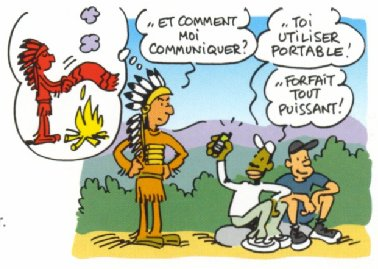 „ET COMMENT
MOI
COMMUNIQUER?
„TOI
UTILISER
PORTABLE!
„FORFAIT
TOUT
PUISSANT!